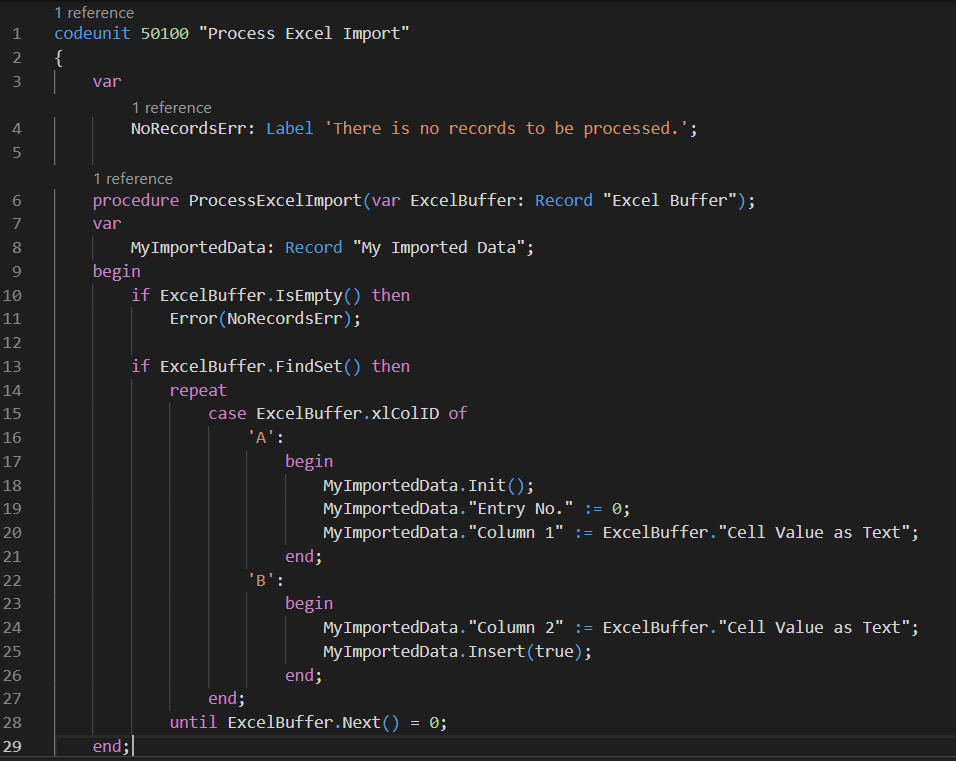 1 reference
1 codeunit 50100 "Process Excel Import"
2 {
3 var
1 reference
4 NoRecordsErr: Label 'There is no records to be processed.';
5
1 reference
6 procedure ProcessExcelImport(var ExcelBuffer: Record "Excel Buffer");
7 var
8 MyImportedData: Record "My Imported Data";
9 begin
10 if ExcelBuffer.IsEmpty() then
11 Error(NoRecordsErr);
12
13 if ExcelBuffer.FindSet() then
14 repeat
15 case ExcelBuffer.xlColID of
16 'A':
17 begin
18 MyImportedData.Init();
19 MyImportedData."Entry No." := 0;
20 MyImportedData."Column 1" := ExcelBuffer."Cell Value as Text";
21 end;
22 'B':
23 begin
24 MyImportedData."Column 2" := ExcelBuffer."Cell Value as Text";
25 MyImportedData.Insert(true);
26 end;
27 end;
28 until ExcelBuffer.Next() = 0;
29 end;